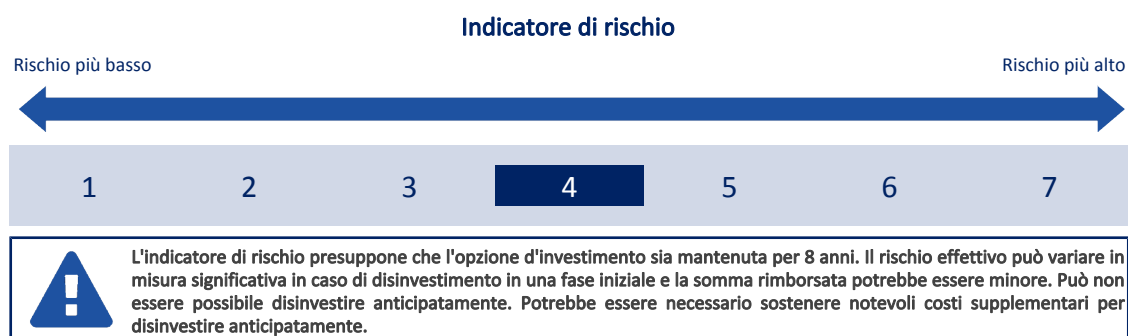 Indicatore di rischio
Rischio più basso Rischio più alto
1 2 3 4 5 6 7
L'indicatore di rischio presuppone che l'opzione d'investimento sia mantenuta per 8 anni. Il rischio effettivo può variare in
misura significativa in caso di disinvestimento in una fase iniziale e la somma rimborsata potrebbe essere minore. Può non
essere possibile disinvestire anticipatamente. Potrebbe essere necessario sostenere notevoli costi supplementari per
disinvestire anticipatamente.